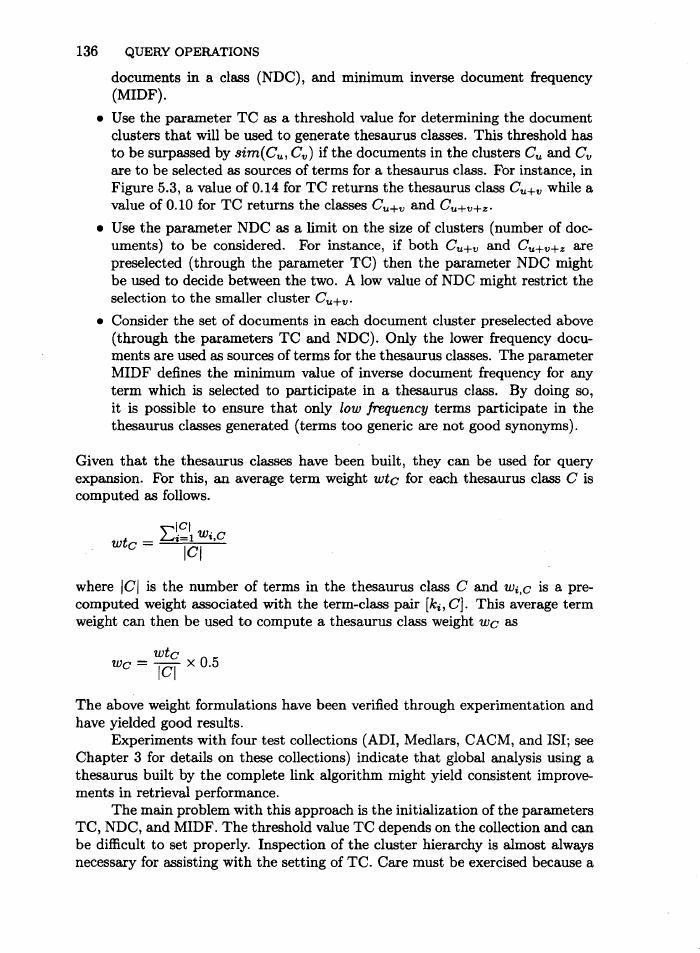 136 QUERY OPERATIONS
documents in a class (NDC), and minimum inverse document frequency
(MIDF).
• Use the parameter TC as a threshold value for determining the document
clusters that will be used to generate thesaurus classes. This threshold has
to be surpassed by sim(C_u, C_v) if the documents in the clusters C_u and C_v
are to be selected as sources of terms for a thesaurus class. For instance, in
Figure 5.3, a value of 0.14 for TC returns the thesaurus class C_{u+v} while a
value of 0.10 for TC returns the classes C_{u+v} and C_{u+v+z}.
• Use the parameter NDC as a limit on the size of clusters (number of doc-
uments) to be considered. For instance, if both C_{u+v} and C_{u+v+z} are
preselected (through the parameter TC) then the parameter NDC might
be used to decide between the two. A low value of NDC might restrict the
selection to the smaller cluster C_{u+v}.
• Consider the set of documents in each document cluster preselected above
(through the parameters TC and NDC). Only the lower frequency docu-
ments are used as sources of terms for the thesaurus classes. The parameter
MIDF defines the minimum value of inverse document frequency for any
term which is selected to participate in a thesaurus class. By doing so,
it is possible to ensure that only low frequency terms participate in the
thesaurus classes generated (terms too generic are not good synonyms).
Given that the thesaurus classes have been built, they can be used for query
expansion. For this, an average term weight wt_C for each thesaurus class C is
computed as follows.
wt_C = \frac{\sum_{i=1}^{|C|} w_{i,C}}{|C|}
where |C| is the number of terms in the thesaurus class C and w_{i,C} is a pre-
computed weight associated with the term-class pair [k_i, C]. This average term
weight can then be used to compute a thesaurus class weight w_C as
w_C = \frac{wt_C}{|C|} × 0.5
The above weight formulations have been verified through experimentation and
have yielded good results.
Experiments with four test collections (ADI, Medlars, CACM, and ISI; see
Chapter 3 for details on these collections) indicate that global analysis using a
thesaurus built by the complete link algorithm might yield consistent improve-
ments in retrieval performance.
The main problem with this approach is the initialization of the parameters
TC, NDC, and MIDF. The threshold value TC depends on the collection and can
be difficult to set properly. Inspection of the cluster hierarchy is almost always
necessary for assisting with the setting of TC. Care must be exercised because a